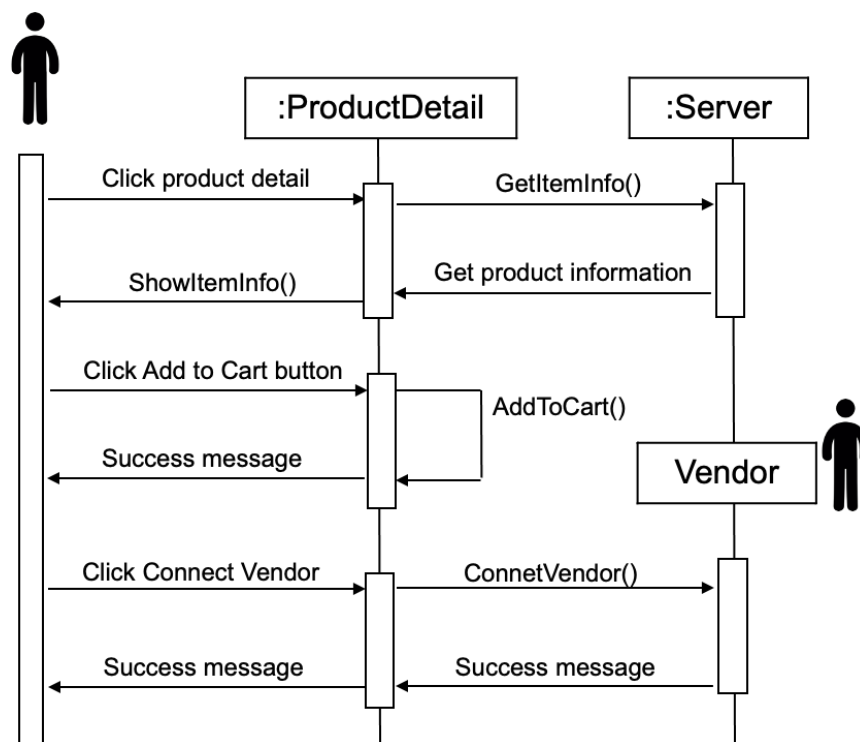 :ProductDetail
:Server
Click product detail
GetItemInfo()
Get product information
ShowItemInfo()
Click Add to Cart button
AddToCart()
Success message
Vendor
Click Connect Vendor
ConnetVendor()
Success message
Success message